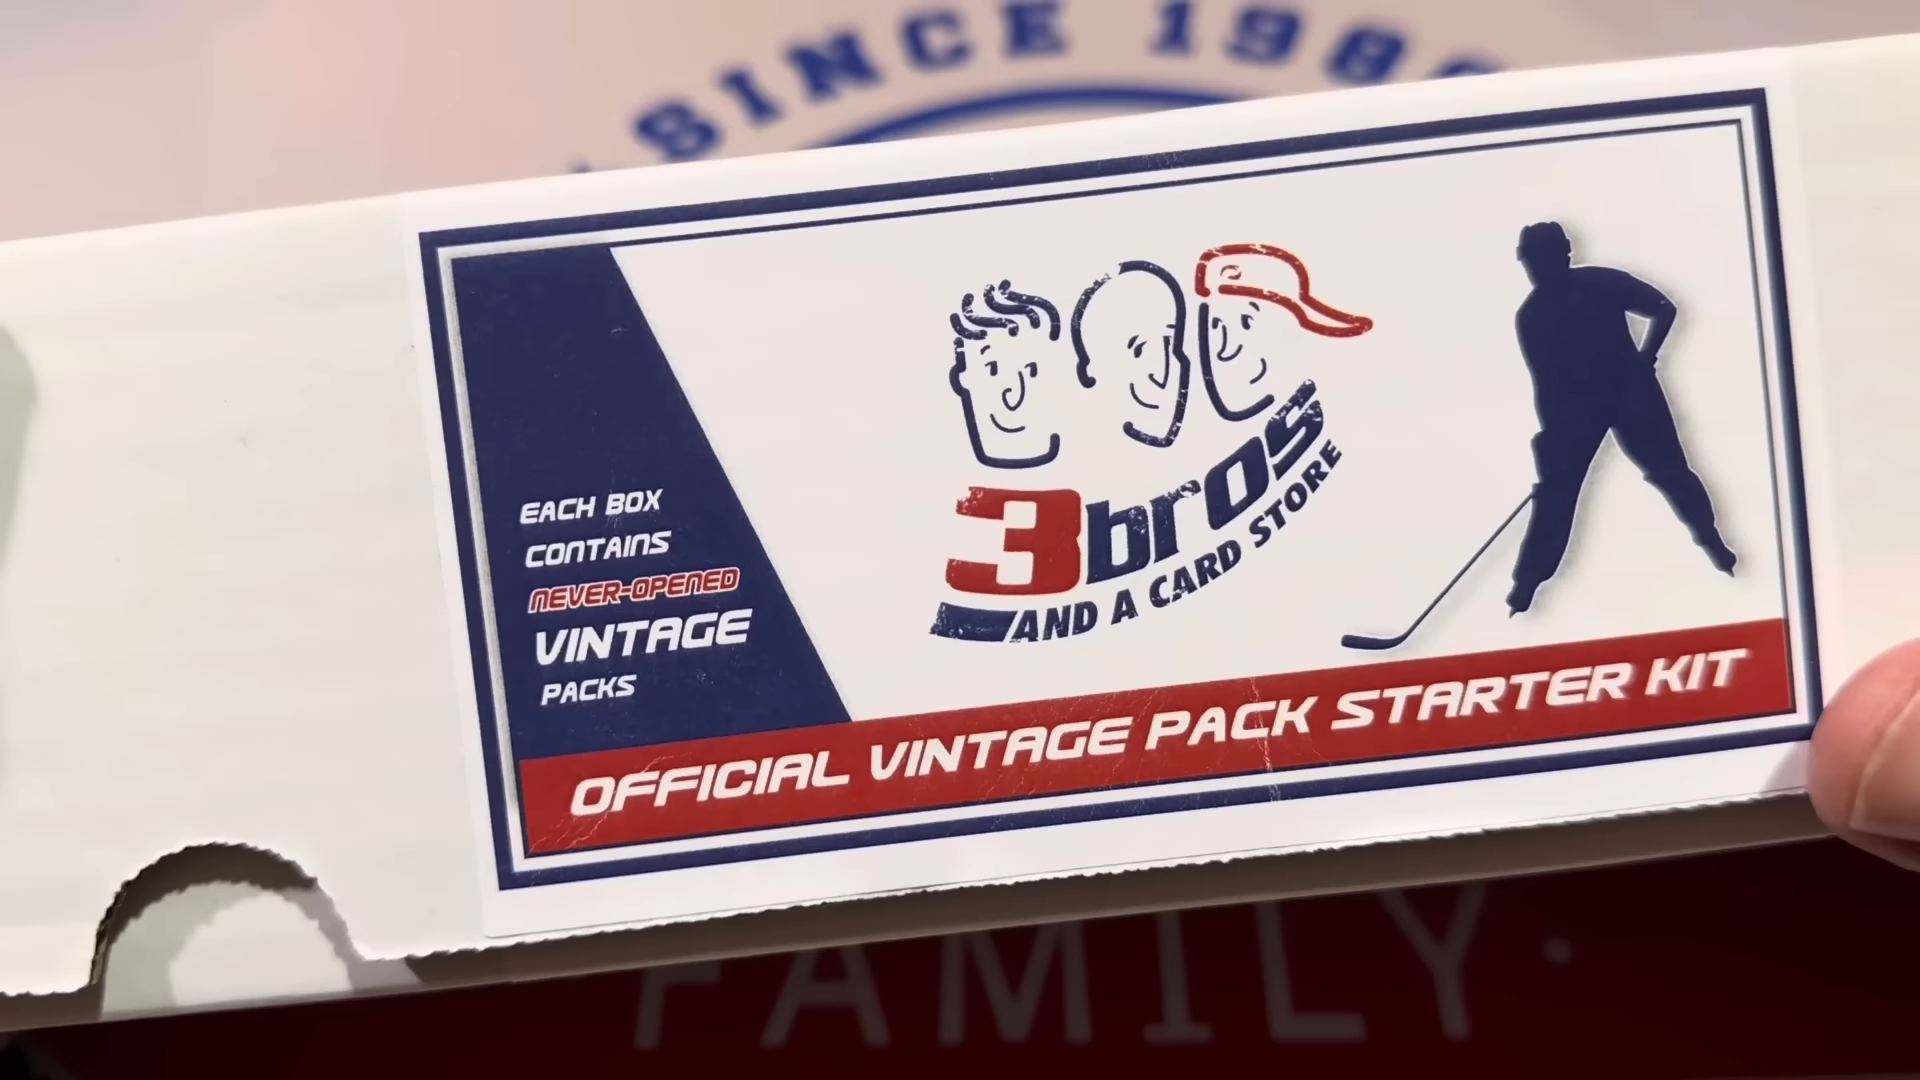 SINCE 198
EACH BOX
CONTAINS
NEVER-OPENED
VINTAGE
PACKS
3bros
AND A CARD STORE
OFFICIAL VINTAGE PACK STARTER KIT
FAMILY